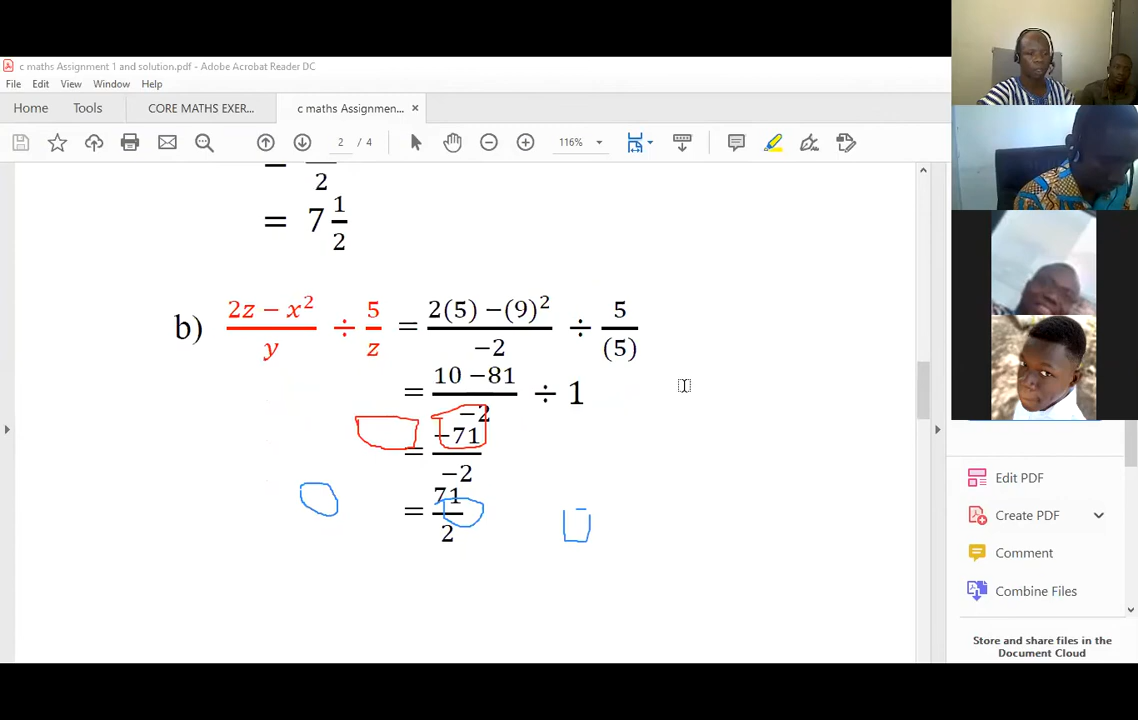 c maths Assignment 1 and solution.pdf - Adobe Acrobat Reader DC
File Edit View Window Help
Home Tools CORE MATHS EXER... c maths Assignmen... ×
2 / 4 116%
= 2
= 7 1/2
b) (2z − x²)/y ÷ 5/z = (2(5) −(9)²)/−2 ÷ 5/(5)
= (10 −81)/−2 ÷ 1
= −71/−2
= 71/2
Edit PDF
Create PDF
Comment
Combine Files
Store and share files in the
Document Cloud